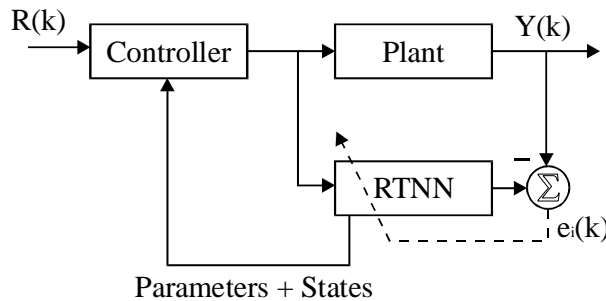 R(k)
Controller
Plant
Y(k)
−
RTNN
Σ
eᵢ(k)
Parameters + States